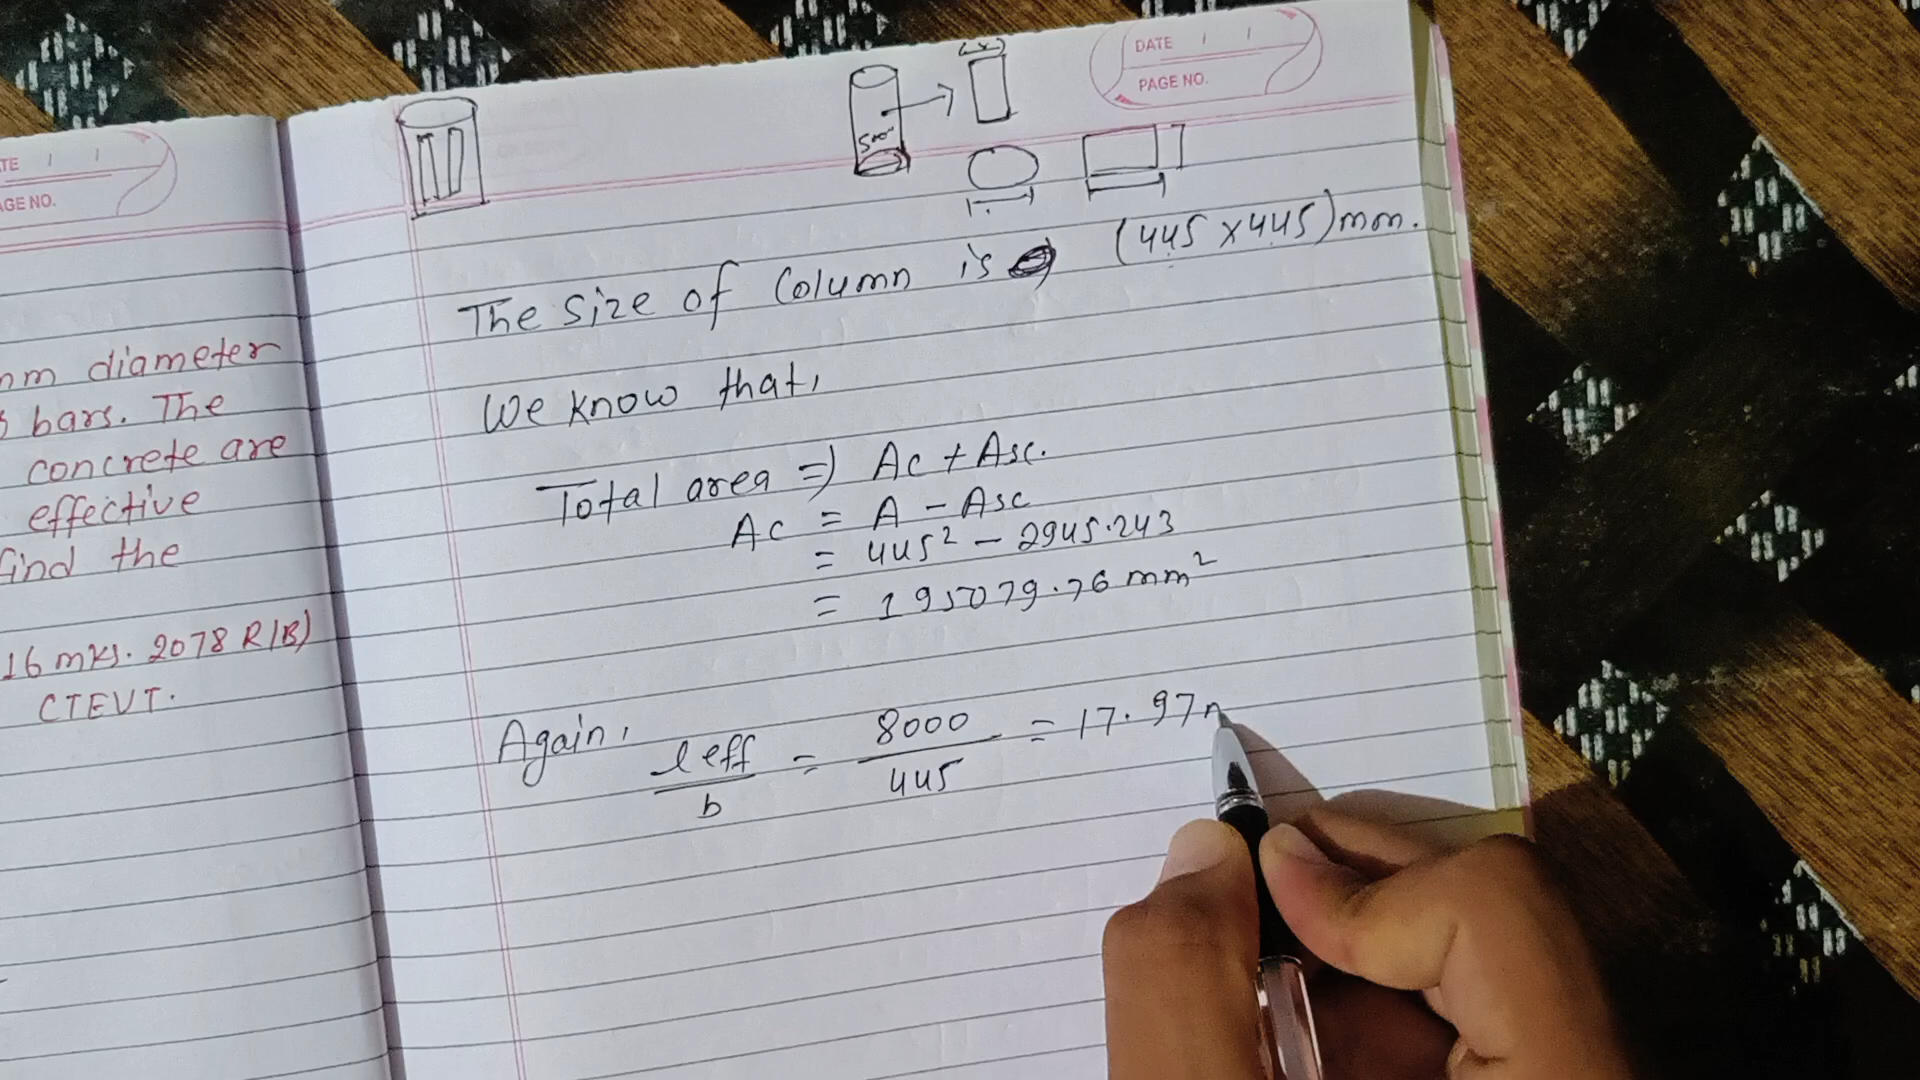 DATE
PAGE NO.
TE
AGE NO.
nm diameter
bars. The
concrete are
effective
find the
16 mks. 2078 R/B)
CTEVT.
The size of Column is (445 x 445) mm.
We know that,
Total area => Ac + Asc.
Ac = A - Asc
= 445² - 2945.243
= 195079.76 mm²
Again, leff/b = 8000/445 = 17.97